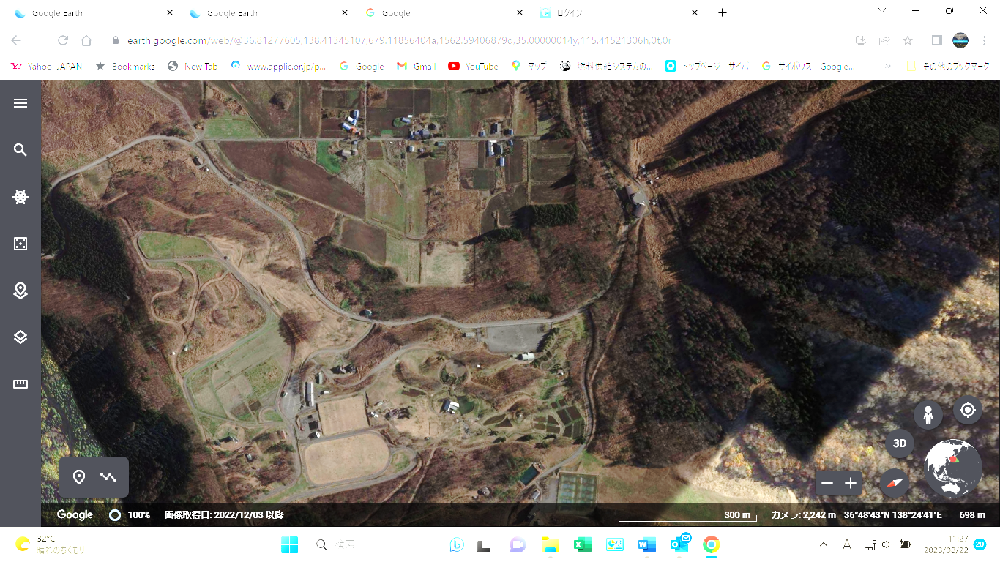 Google Earth
Google Earth
Google
ログイン
earth.google.com/web/@36.81277605,138.41345107,679.11856404a,1562.59406879d,35.00000014y,115.41521306h,0t,0r
Yahoo! JAPAN
Bookmarks
New Tab
www.applic.or.jp/p...
Google
Gmail
YouTube
マップ
トップページ - サイボ
サイボウズ - Google...
その他のブックマーク
3D
Google
100%
画像取得日: 2022/12/03 以降
300 m
カメラ: 2,242 m
36°48'43"N 138°24'41"E
698 m
32°C
晴れのちくもり
検索
A
11:27
2023/08/22
20